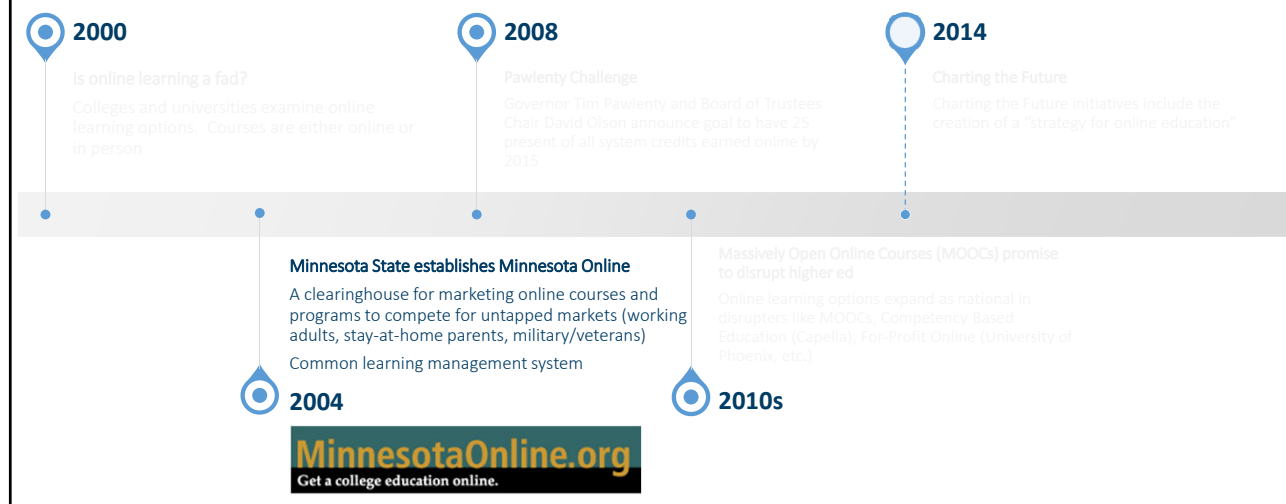 2000
Is online learning a fad?
Colleges and universities examine online
learning options. Courses are either online or
in person
2008
Pawlenty Challenge
Governor Tim Pawlenty and Board of Trustees
Chair David Olson announce goal to have 25
present of all system credits earned online by
2015
2014
Charting the Future
Charting the Future initiatives include the
creation of a "strategy for online education"
Minnesota State establishes Minnesota Online
A clearinghouse for marketing online courses and
programs to compete for untapped markets (working
adults, stay-at-home parents, military/veterans)
Common learning management system
2004
MinnesotaOnline.org
Get a college education online.
Massively Open Online Courses (MOOCs) promise
to disrupt higher ed
Online learning options expand as national in
disrupters like MOOCs, Competency Based
Education (Capella), For-Profit Online (University of
Phoenix, etc.)
2010s